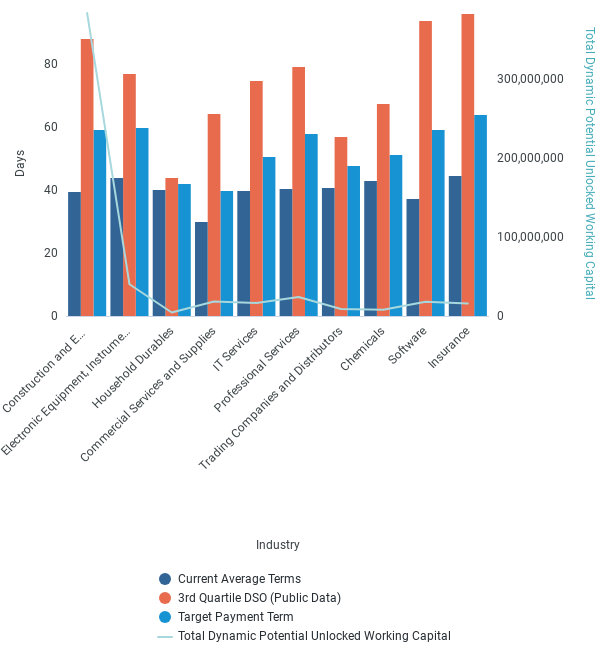 80
60
40
20
0
Days
300,000,000
200,000,000
100,000,000
0
Total Dynamic Potential Unlocked Working Capital
Construction and E...
Electronic Equipment, Instrume...
Household Durables
Commercial Services and Supplies
IT Services
Professional Services
Trading Companies and Distributors
Chemicals
Software
Insurance
Industry
Current Average Terms
3rd Quartile DSO (Public Data)
Target Payment Term
Total Dynamic Potential Unlocked Working Capital